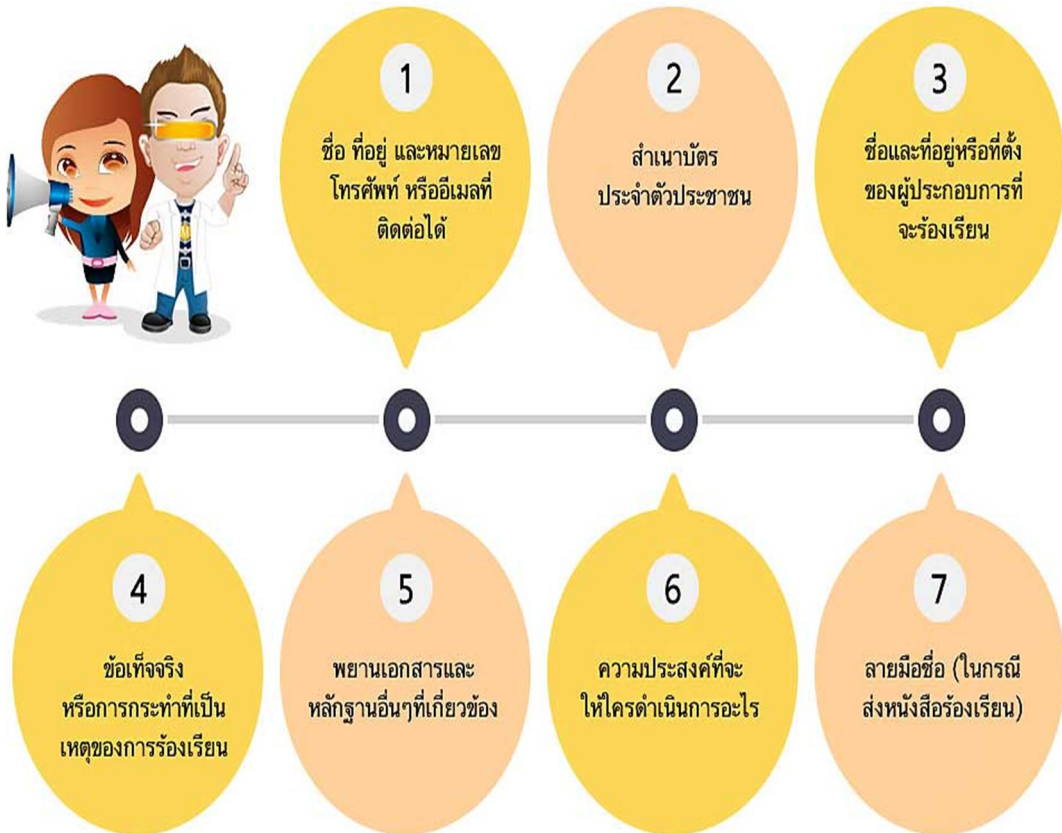 1
ชื่อ ที่อยู่ และหมายเลข
โทรศัพท์ หรืออีเมลที่
ติดต่อได้
2
สำเนาบัตร
ประจำตัวประชาชน
3
ชื่อและที่อยู่หรือที่ตั้ง
ของผู้ประกอบการที่
จะร้องเรียน
4
ข้อเท็จจริง
หรือการกระทำที่เป็น
เหตุของการร้องเรียน
5
พยานเอกสารและ
หลักฐานอื่นๆที่เกี่ยวข้อง
6
ความประสงค์ที่จะ
ให้ใครดำเนินการอะไร
7
ลายมือชื่อ (ในกรณี
ส่งหนังสือร้องเรียน)